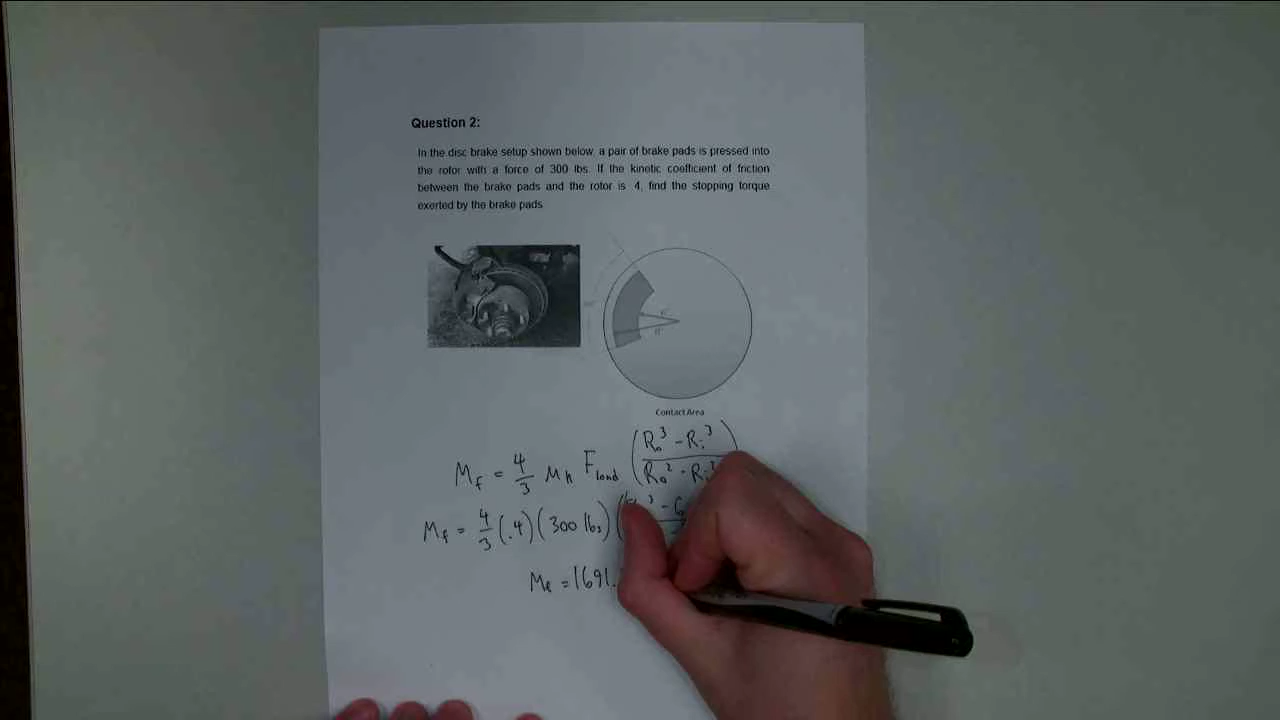 Question 2:
In the disc brake setup shown below, a pair of brake pads is pressed into
the rotor with a force of 300 lbs. If the kinetic coefficient of friction
between the brake pads and the rotor is .4, find the stopping torque
exerted by the brake pads.
Contact Area
M_f = 4/3 μ_k F_load (R_o^3 - R_i^3 / R_o^2 - R_i^2
M_f = 4/3 (.4)(300 lbs)( ^3 - 6
M_f = 1691.